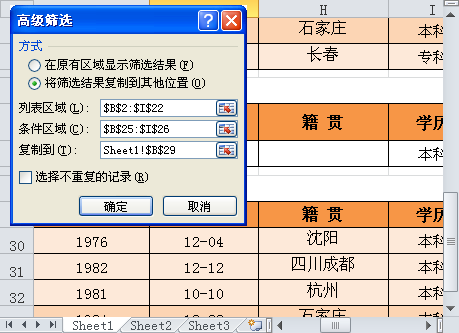 高级筛选
方式
在原有区域显示筛选结果(F)
将筛选结果复制到其他位置(O)
列表区域(L): $B$2:$I$22
条件区域(C): $B$25:$I$26
复制到(T): Sheet1!$B$29
选择不重复的记录(R)
确定 取消
H I
石家庄 本科
长春 专科
籍 贯 学历
本科
籍 贯 学历
30 1976 12-04 沈阳 本科
31 1982 12-12 四川成都 本科
32 1981 10-10 杭州 本科
石家庄 本科
Sheet1 Sheet2 Sheet3